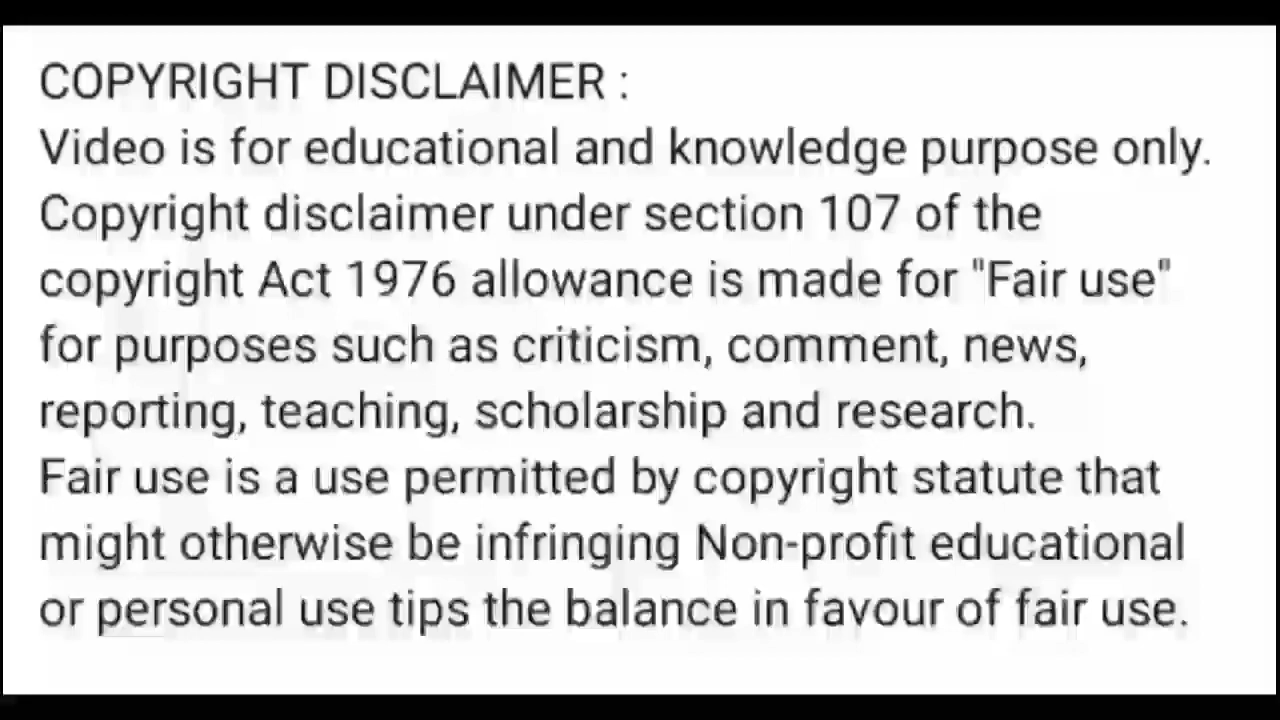 COPYRIGHT DISCLAIMER :
Video is for educational and knowledge purpose only.
Copyright disclaimer under section 107 of the
copyright Act 1976 allowance is made for "Fair use"
for purposes such as criticism, comment, news,
reporting, teaching, scholarship and research.
Fair use is a use permitted by copyright statute that
might otherwise be infringing Non-profit educational
or personal use tips the balance in favour of fair use.